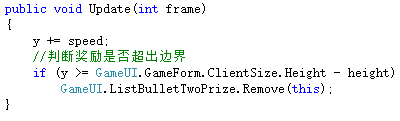 public void Update(int frame)
{
    y += speed;
    //判断奖励是否超出边界
    if (y >= GameUI.GameForm.ClientSize.Height - height)
        GameUI.ListBulletTwoPrize.Remove(this);
}